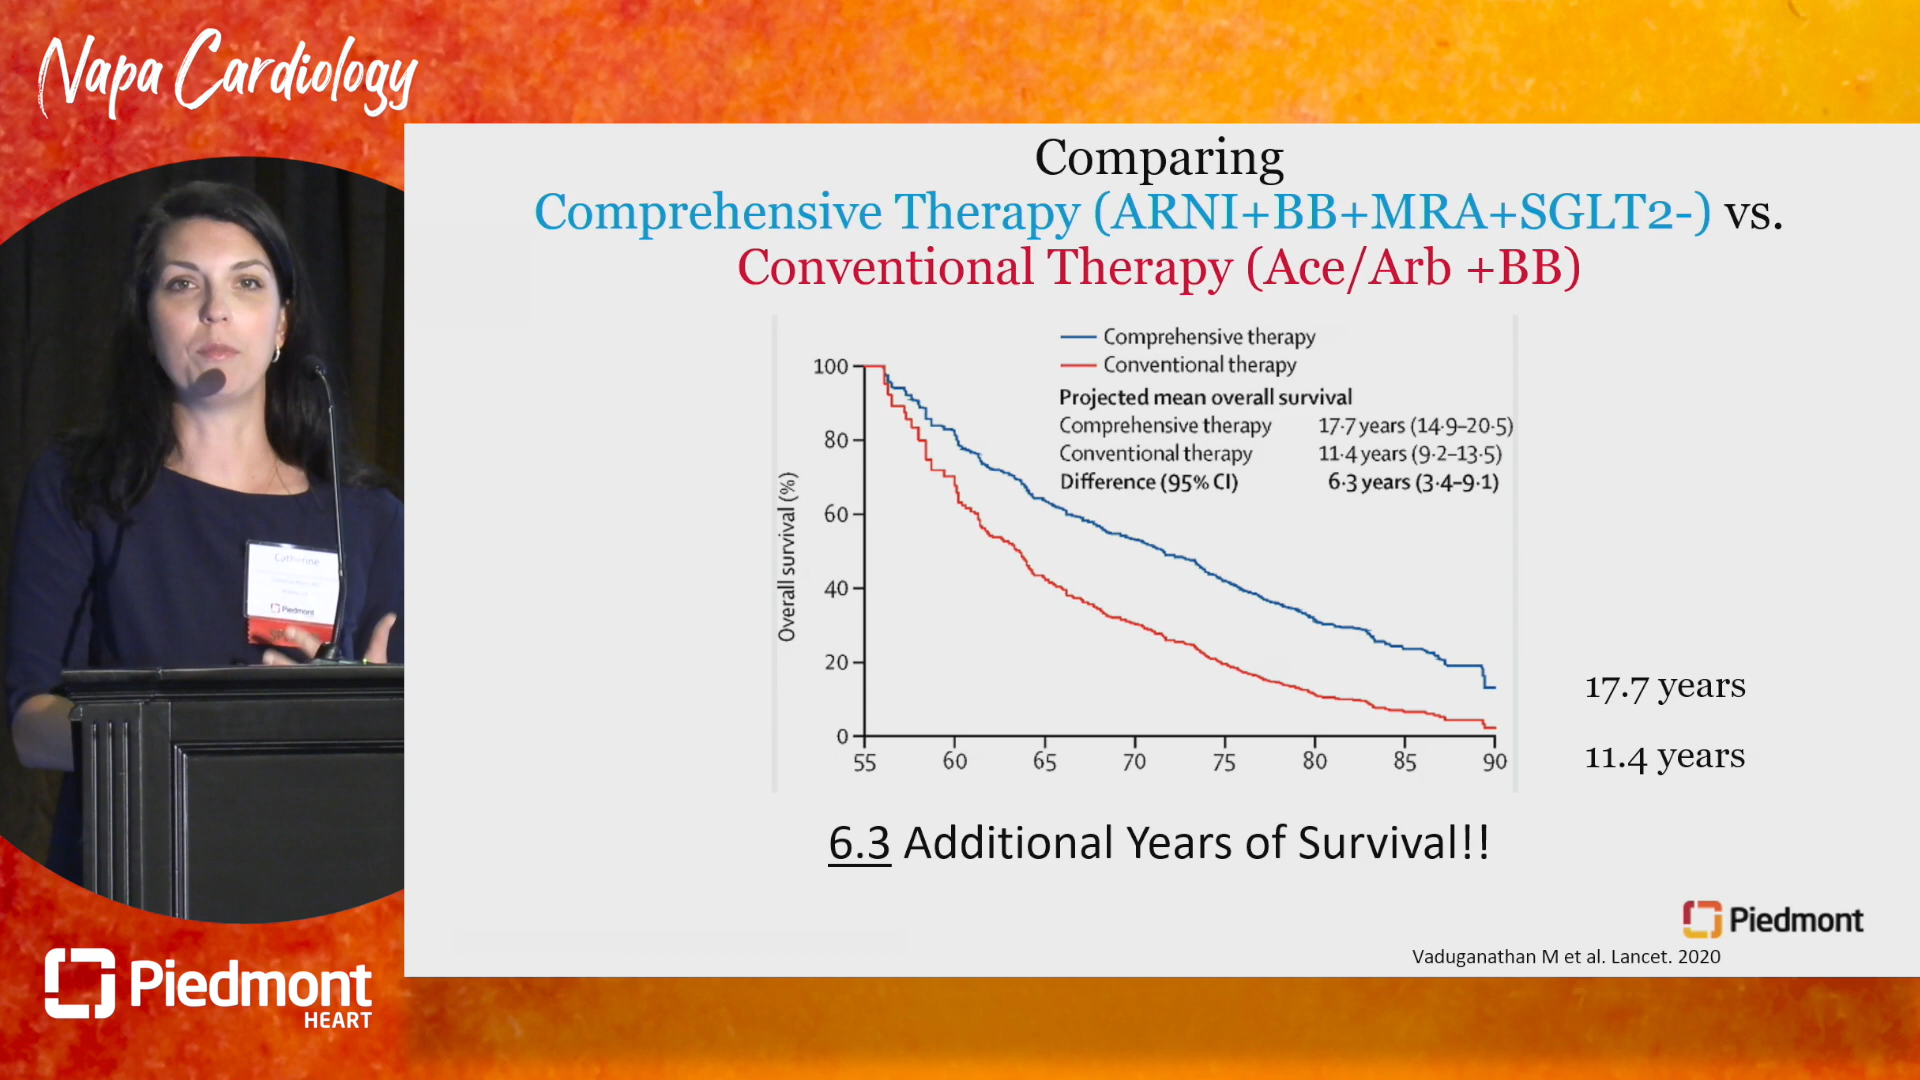 Napa Cardiology
Comparing
Comprehensive Therapy (ARNI+BB+MRA+SGLT2-) vs.
Conventional Therapy (Ace/Arb +BB)
Comprehensive therapy
Conventional therapy
Projected mean overall survival
Comprehensive therapy 17·7 years (14·9–20·5)
Conventional therapy 11·4 years (9·2–13·5)
Difference (95% CI) 6·3 years (3·4–9·1)
Overall survival (%)
100
80
60
40
20
0
55 60 65 70 75 80 85 90
17.7 years
11.4 years
6.3 Additional Years of Survival!!
Piedmont
Vaduganathan M et al. Lancet. 2020
Catherine
Piedmont
Piedmont
HEART